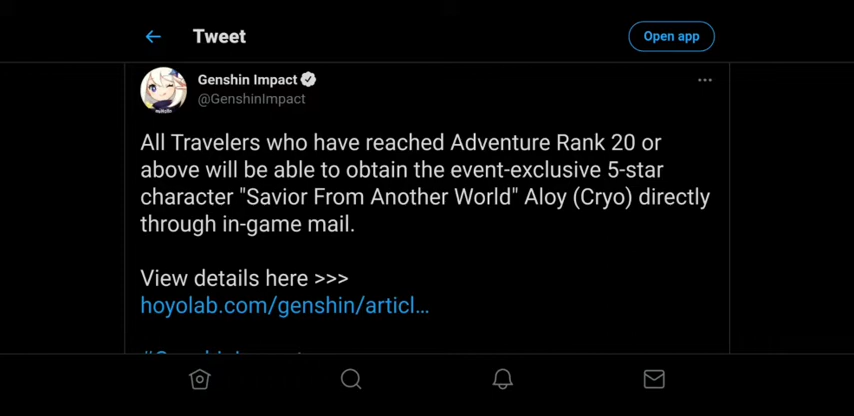 Tweet
Open app
Genshin Impact
@GenshinImpact
All Travelers who have reached Adventure Rank 20 or
above will be able to obtain the event-exclusive 5-star
character "Savior From Another World" Aloy (Cryo) directly
through in-game mail.
View details here >>>
hoyolab.com/genshin/articl…